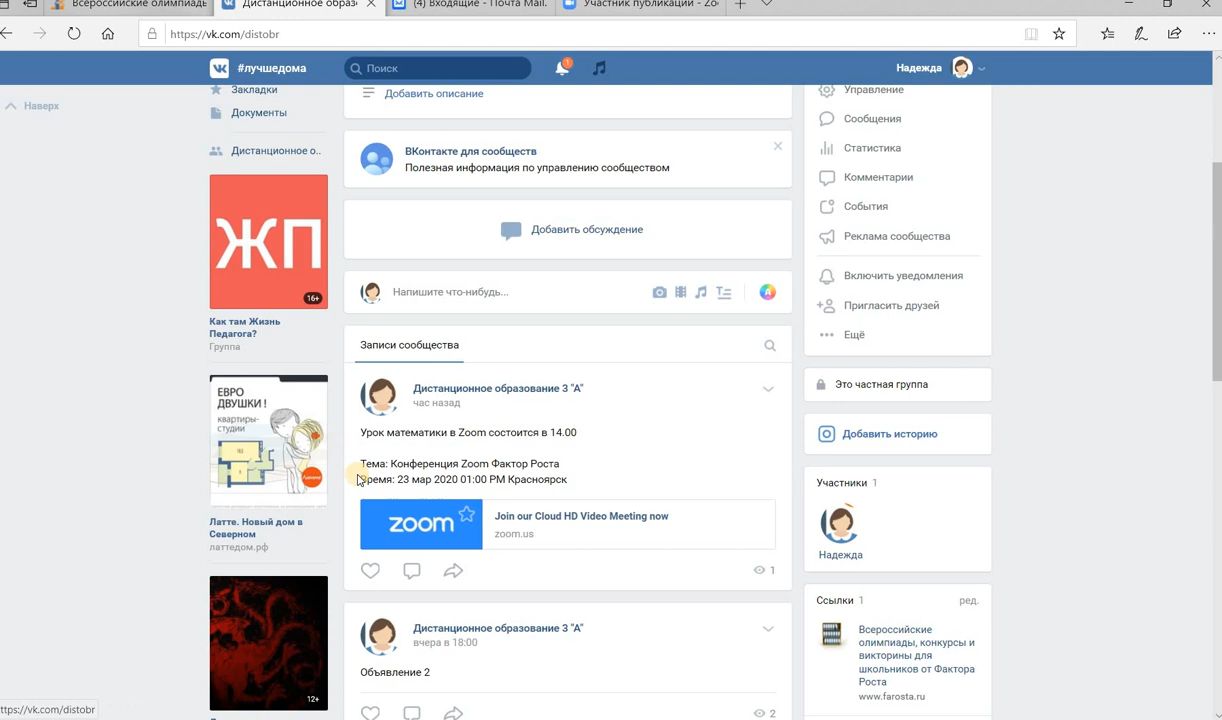 Всероссийские олимпиады
Дистанционное образо
(4) Входящие - Почта Mail.
Участник публикации - Zo
https://vk.com/distobr
#лучшедома
Поиск
1
Надежда
Наверх
Закладки
Документы
Дистанционное о..
ЖП
16+
Как там Жизнь
Педагога?
Группа
ЕВРО
ДВУШКИ!
квартиры-
студии
Латте. Новый дом в
Северном
латтедом.рф
12+
Добавить описание
ВКонтакте для сообществ
Полезная информация по управлению сообществом
Добавить обсуждение
Напишите что-нибудь...
Записи сообщества
Дистанционное образование 3 "А"
час назад
Урок математики в Zoom состоится в 14.00
Тема: Конференция Zoom Фактор Роста
Время: 23 мар 2020 01:00 PM Красноярск
zoom
Join our Cloud HD Video Meeting now
zoom.us
1
Дистанционное образование 3 "А"
вчера в 18:00
Объявление 2
2
Управление
Сообщения
Статистика
Комментарии
События
Реклама сообщества
Включить уведомления
Пригласить друзей
Ещё
Это частная группа
Добавить историю
Участники 1
Надежда
Ссылки 1
ред.
Всероссийские
олимпиады, конкурсы и
викторины для
школьников от Фактора
Роста
www.farosta.ru
ttps://vk.com/distobr